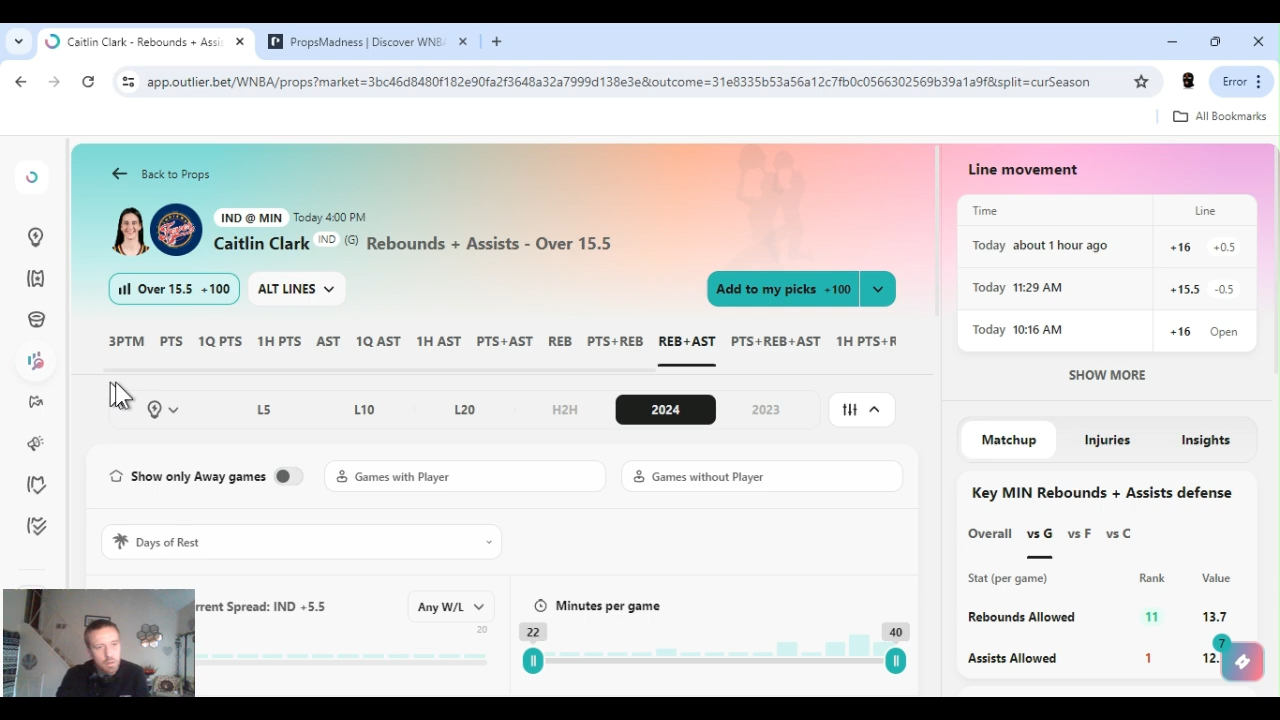 Caitlin Clark - Rebounds + Assis
PropsMadness | Discover WNB
app.outlier.bet/WNBA/props?market=3bc46d8480f182e90fa2f3648a32a7999d138e3e&outcome=31e8335b53a56a12c7fb0c0566302569b39a1a9f&split=curSeason
Error
All Bookmarks
Back to Props
IND @ MIN Today 4:00 PM
Caitlin Clark IND (G) Rebounds + Assists - Over 15.5
Over 15.5 +100
ALT LINES
Add to my picks +100
3PTM PTS 1Q PTS 1H PTS AST 1Q AST 1H AST PTS+AST REB PTS+REB REB+AST PTS+REB+AST 1H PTS+R
L5 L10 L20 H2H 2024 2023
Show only Away games
Games with Player
Games without Player
Days of Rest
rrent Spread: IND +5.5
Any W/L
20
Minutes per game
22
40
Line movement
Time Line
Today about 1 hour ago +16 +0.5
Today 11:29 AM +15.5 -0.5
Today 10:16 AM +16 Open
SHOW MORE
Matchup Injuries Insights
Key MIN Rebounds + Assists defense
Overall vs G vs F vs C
Stat (per game) Rank Value
Rebounds Allowed 11 13.7
Assists Allowed 1 12.
7